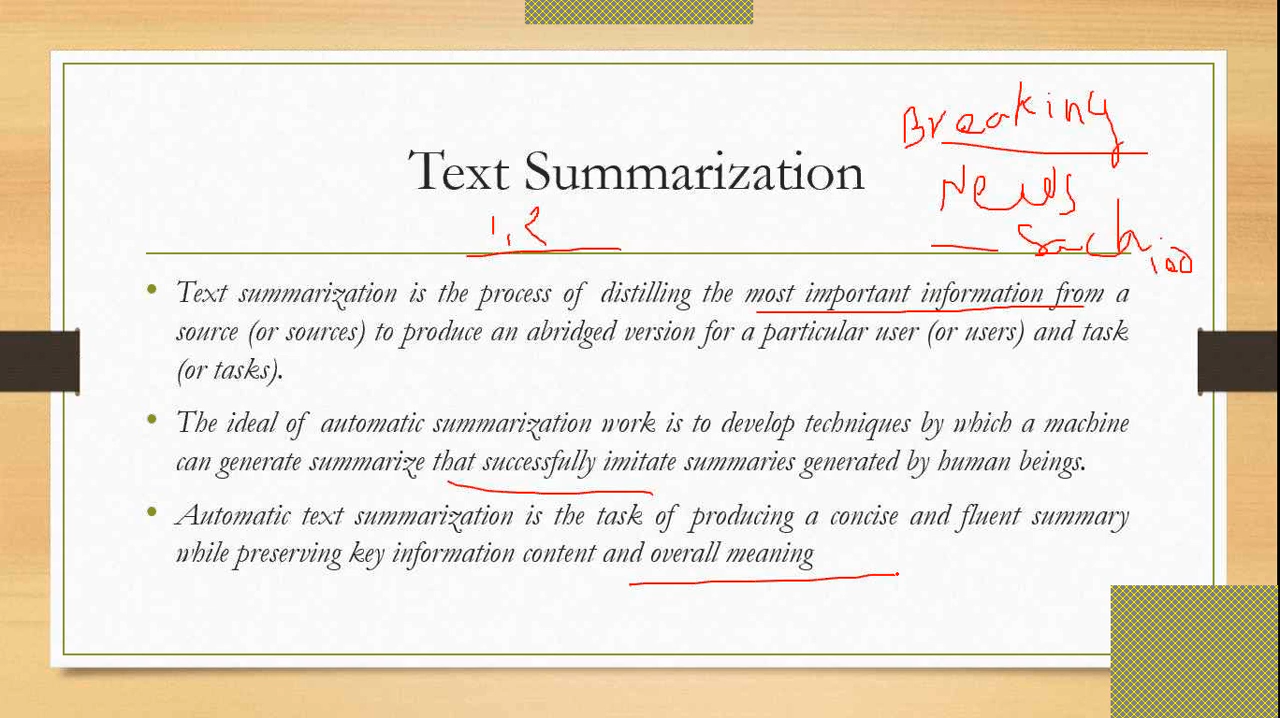 Breaking
Text Summarization
News
1, 2
Sachin
100
• Text summarization is the process of distilling the most important information from a
source (or sources) to produce an abridged version for a particular user (or users) and task
(or tasks).
• The ideal of automatic summarization work is to develop techniques by which a machine
can generate summarize that successfully imitate summaries generated by human beings.
• Automatic text summarization is the task of producing a concise and fluent summary
while preserving key information content and overall meaning